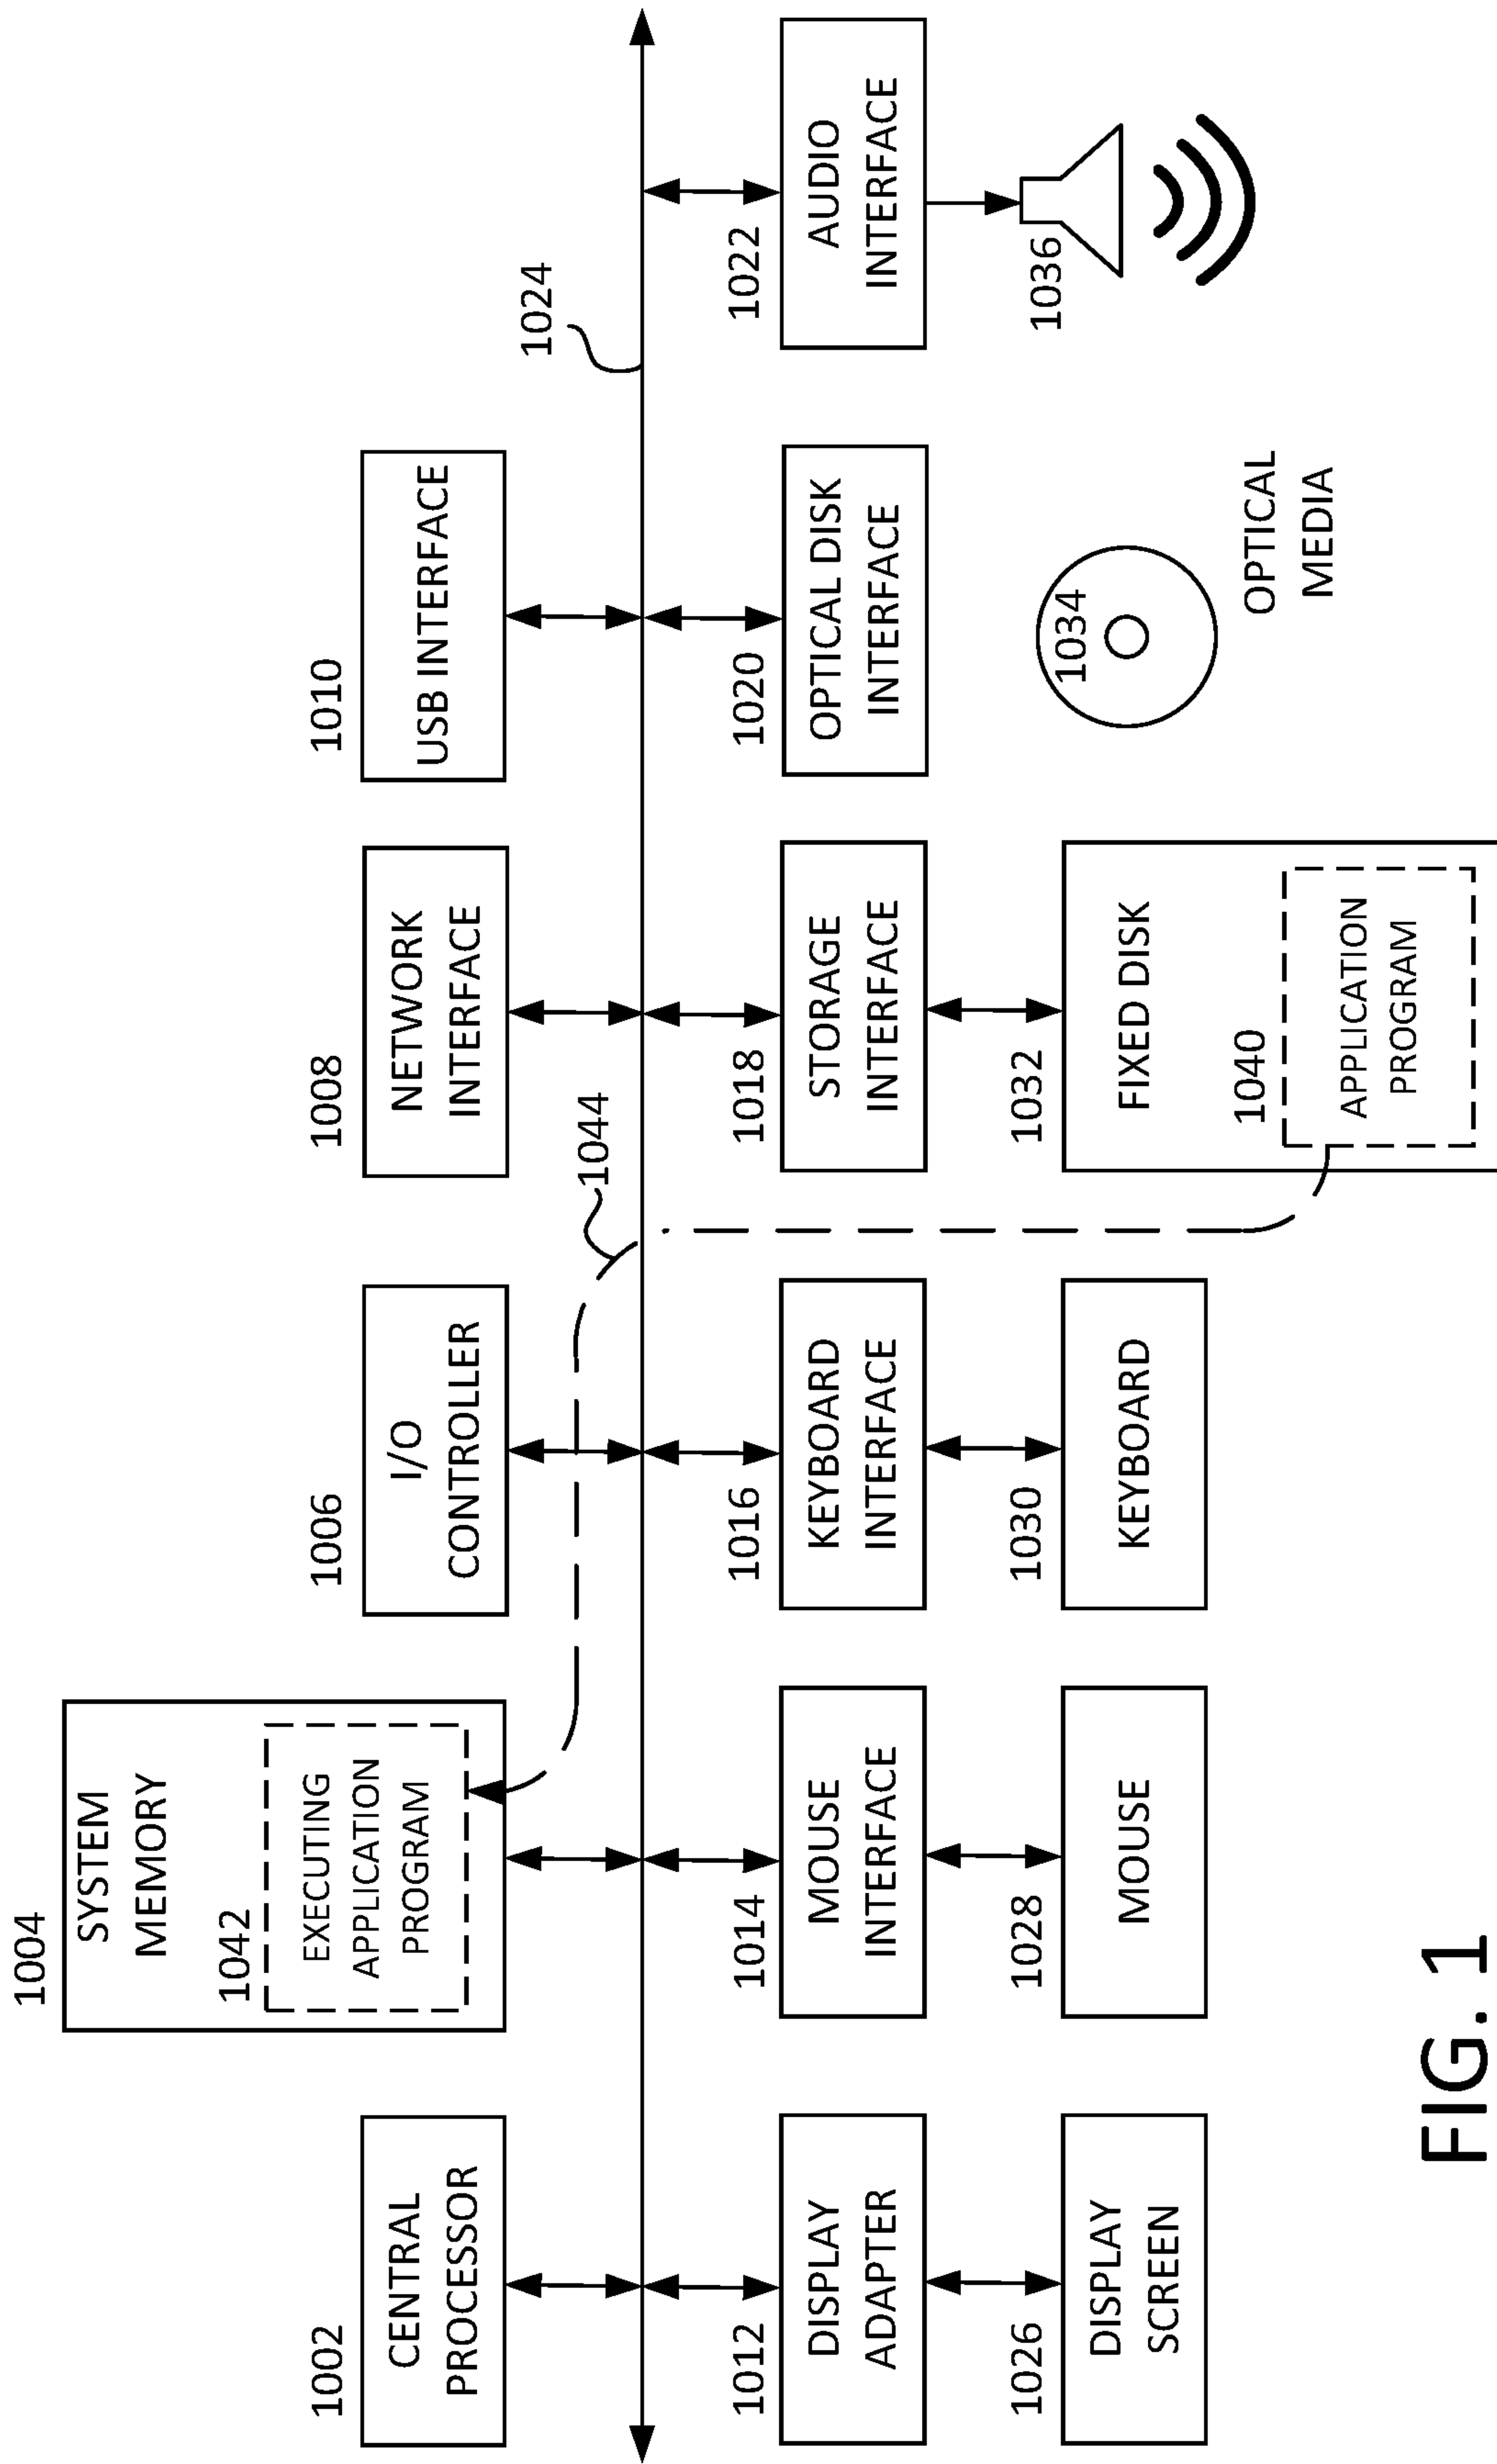 1004
SYSTEM
MEMORY
1042
EXECUTING
APPLICATION
PROGRAM
1002
CENTRAL
PROCESSOR
1006
I/O
CONTROLLER
1008
NETWORK
INTERFACE
1010
USB INTERFACE
1044
1024
1012
DISPLAY
ADAPTER
1014
MOUSE
INTERFACE
1016
KEYBOARD
INTERFACE
1018
STORAGE
INTERFACE
1020
OPTICAL DISK
INTERFACE
1022
AUDIO
INTERFACE
1026
DISPLAY
SCREEN
1028
MOUSE
1030
KEYBOARD
1032
FIXED DISK
1040
APPLICATION
PROGRAM
1034
OPTICAL
MEDIA
1036
FIG. 1